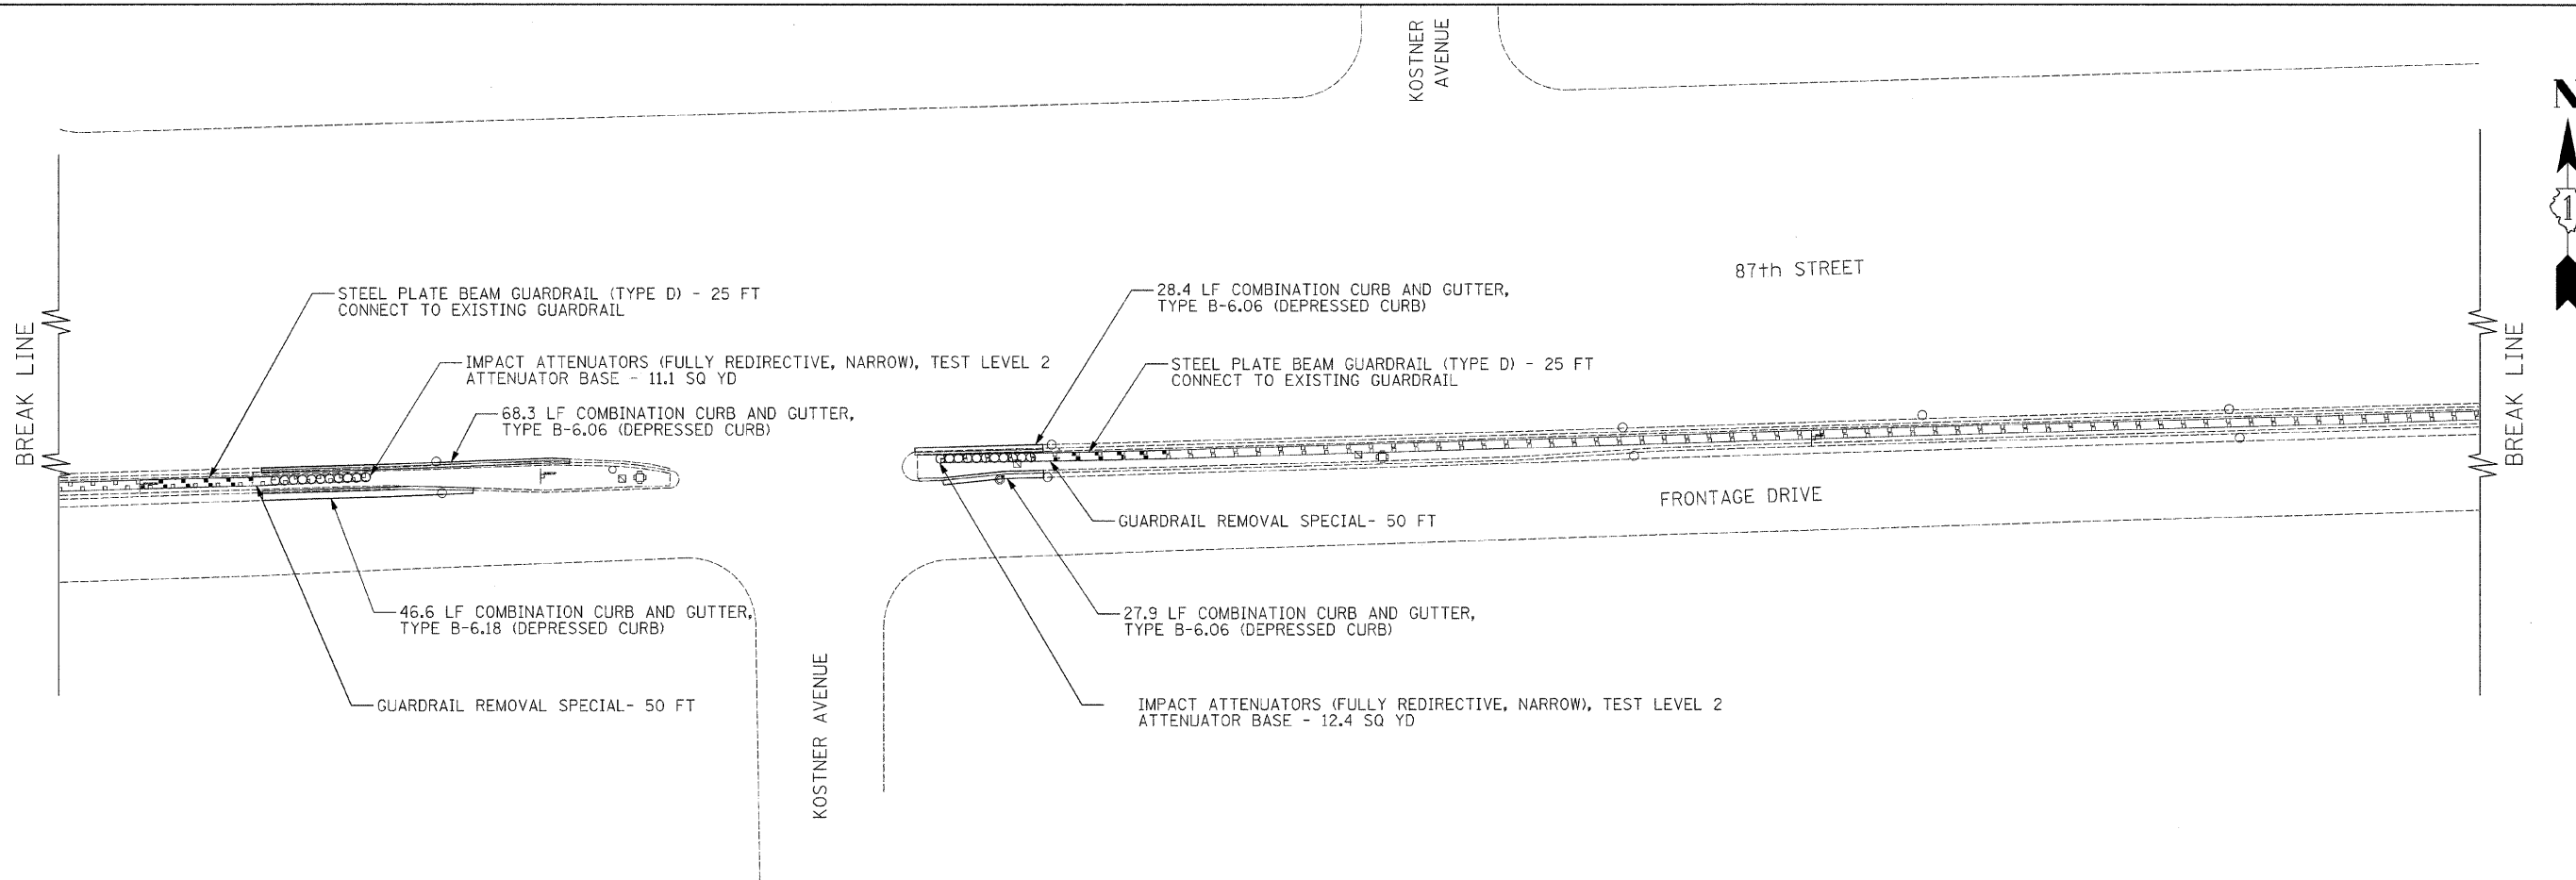 KOSTNER
AVENUE
N
1
87th STREET
STEEL PLATE BEAM GUARDRAIL (TYPE D) - 25 FT
CONNECT TO EXISTING GUARDRAIL
28.4 LF COMBINATION CURB AND GUTTER,
TYPE B-6.06 (DEPRESSED CURB)
BREAK LINE
IMPACT ATTENUATORS (FULLY REDIRECTIVE, NARROW), TEST LEVEL 2
ATTENUATOR BASE - 11.1 SQ YD
STEEL PLATE BEAM GUARDRAIL (TYPE D) - 25 FT
CONNECT TO EXISTING GUARDRAIL
BREAK LINE
68.3 LF COMBINATION CURB AND GUTTER,
TYPE B-6.06 (DEPRESSED CURB)
FRONTAGE DRIVE
GUARDRAIL REMOVAL SPECIAL- 50 FT
46.6 LF COMBINATION CURB AND GUTTER,
TYPE B-6.18 (DEPRESSED CURB)
27.9 LF COMBINATION CURB AND GUTTER,
TYPE B-6.06 (DEPRESSED CURB)
KOSTNER AVENUE
GUARDRAIL REMOVAL SPECIAL- 50 FT
IMPACT ATTENUATORS (FULLY REDIRECTIVE, NARROW), TEST LEVEL 2
ATTENUATOR BASE - 12.4 SQ YD